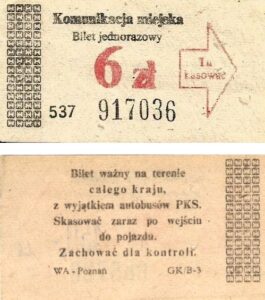 Komunikacja miejska
Bilet jednorazowy
6 zł
Tu
kasować
537 917036
Bilet ważny na terenie
całego kraju,
z wyjątkiem autobusów PKS.
Skasować zaraz po wejściu
do pojazdu.
Zachować dla kontroli.
WA - Poznań GK/B-3